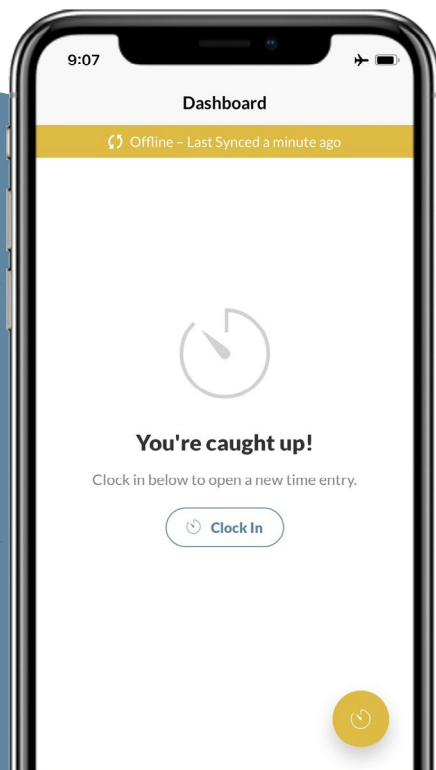 9:07
Dashboard
Offline – Last Synced a minute ago
You're caught up!
Clock in below to open a new time entry.
Clock In